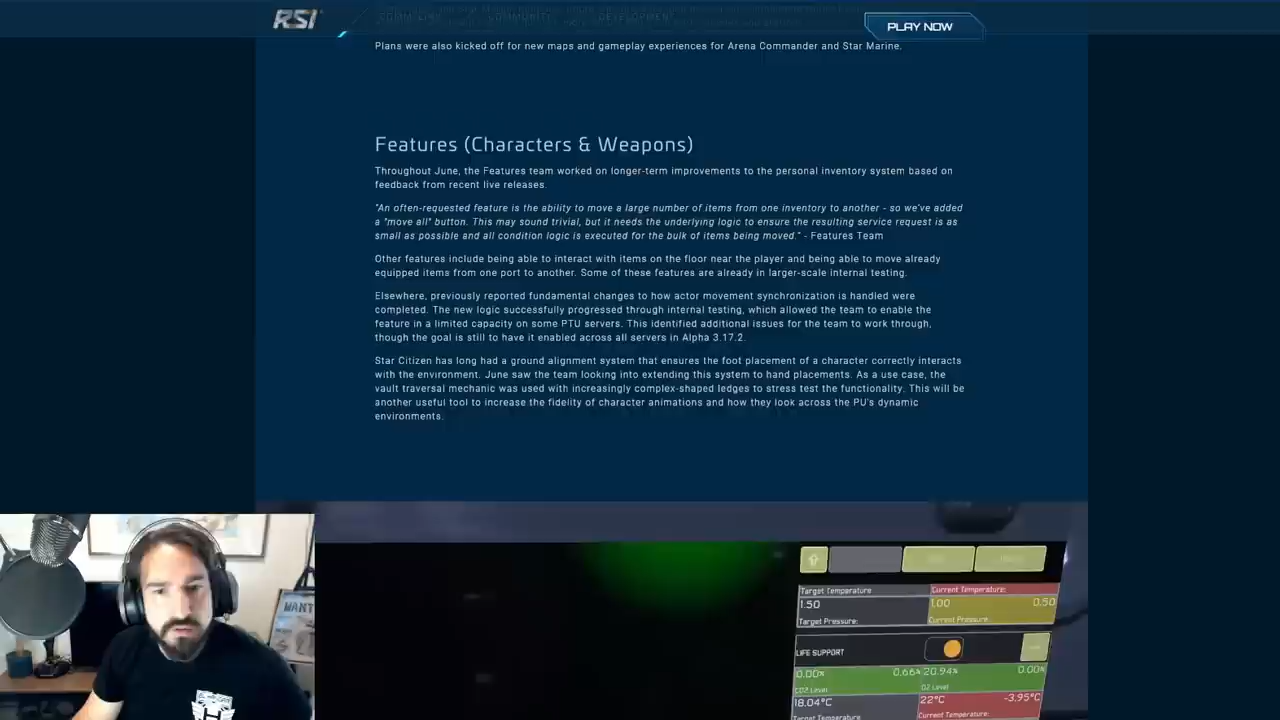 RSI
COMM-LINK COMMUNITY DEVELOPMENT
PLAY NOW
Plans were also kicked off for new maps and gameplay experiences for Arena Commander and Star Marine.
Features (Characters & Weapons)
Throughout June, the Features team worked on longer-term improvements to the personal inventory system based on
feedback from recent live releases.
"An often-requested feature is the ability to move a large number of items from one inventory to another - so we've added
a "move all" button. This may sound trivial, but it needs the underlying logic to ensure the resulting service request is as
small as possible and all condition logic is executed for the bulk of items being moved." - Features Team
Other features include being able to interact with items on the floor near the player and being able to move already
equipped items from one port to another. Some of these features are already in larger-scale internal testing.
Elsewhere, previously reported fundamental changes to how actor movement synchronization is handled were
completed. The new logic successfully progressed through internal testing, which allowed the team to enable the
feature in a limited capacity on some PTU servers. This identified additional issues for the team to work through,
though the goal is still to have it enabled across all servers in Alpha 3.17.2.
Star Citizen has long had a ground alignment system that ensures the foot placement of a character correctly interacts
with the environment. June saw the team looking into extending this system to hand placements. As a use case, the
vault traversal mechanic was used with increasingly complex-shaped ledges to stress test the functionality. This will be
another useful tool to increase the fidelity of character animations and how they look across the PU's dynamic
environments.
Target Temperature Current Temperature:
1.50 1.00 0.50
Target Pressure: Current Pressure:
LIFE SUPPORT
0.00% 0.66% 20.94% 0.00%
CO2 Level O2 Level
18.04°C 22°C -3.95°C
Target Temperature Current Temperature:
WANT
H